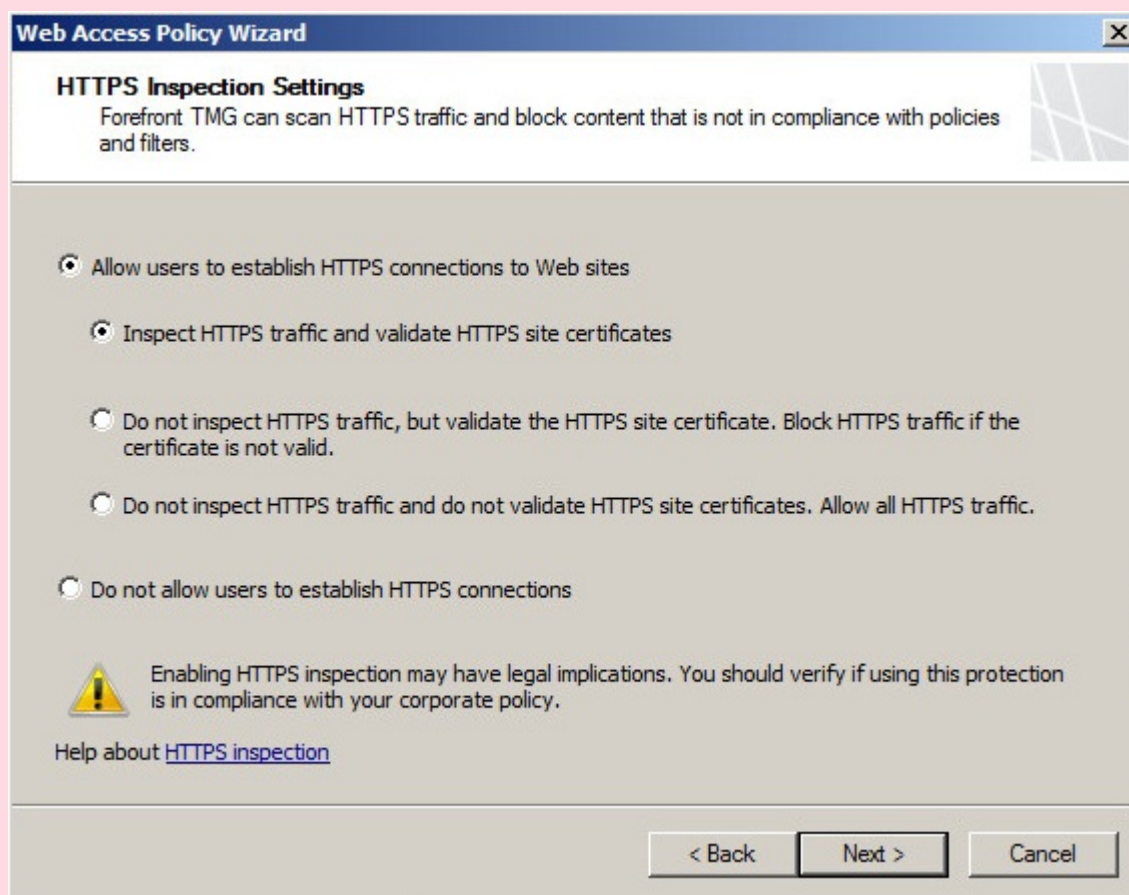 Web Access Policy Wizard
HTTPS Inspection Settings
Forefront TMG can scan HTTPS traffic and block content that is not in compliance with policies
and filters.
Allow users to establish HTTPS connections to Web sites
Inspect HTTPS traffic and validate HTTPS site certificates
Do not inspect HTTPS traffic, but validate the HTTPS site certificate. Block HTTPS traffic if the
certificate is not valid.
Do not inspect HTTPS traffic and do not validate HTTPS site certificates. Allow all HTTPS traffic.
Do not allow users to establish HTTPS connections
Enabling HTTPS inspection may have legal implications. You should verify if using this protection
is in compliance with your corporate policy.
Help about HTTPS inspection
< Back Next > Cancel